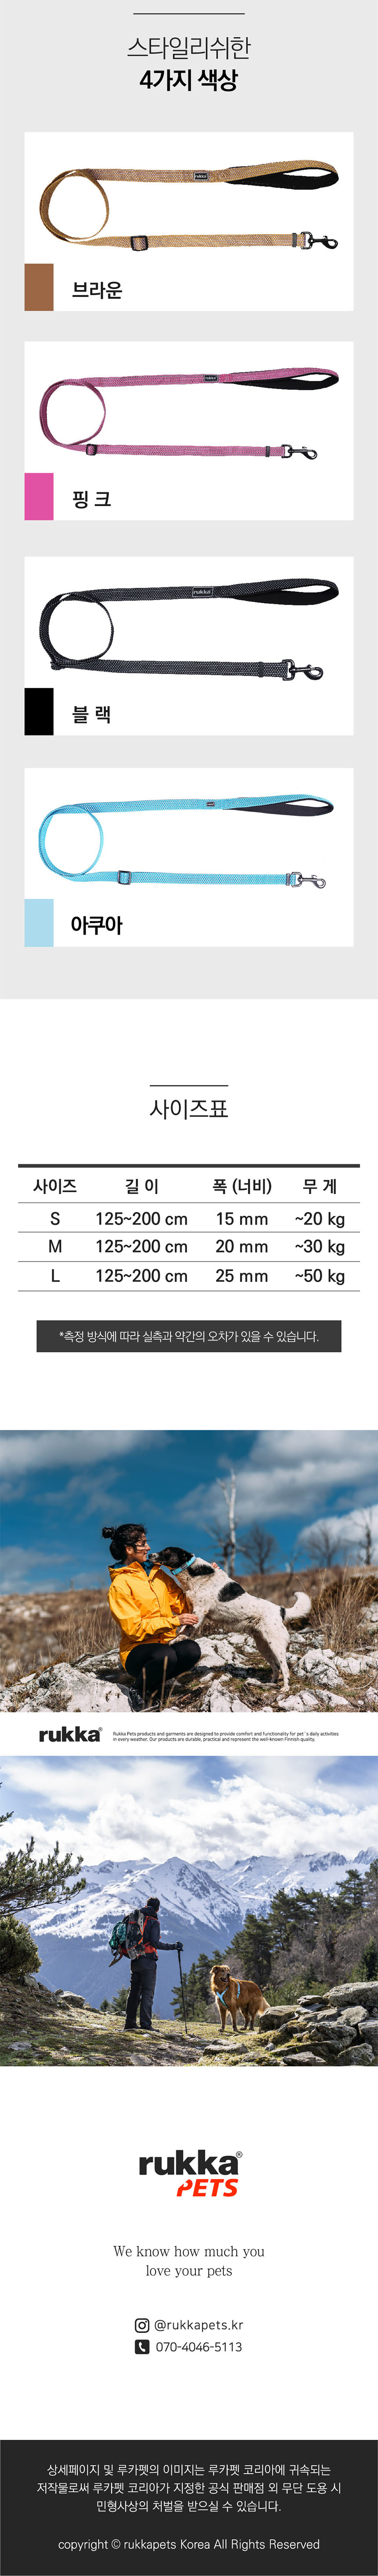 스타일리쉬한
4가지 색상
rukka
브라운
rukka
핑 크
rukka
블 랙
아쿠아
사이즈표
사이즈 길 이 폭 (너비) 무 게
S 125~200 cm 15 mm ~20 kg
M 125~200 cm 20 mm ~30 kg
L 125~200 cm 25 mm ~50 kg
*측정 방식에 따라 실측과 약간의 오차가 있을 수 있습니다.
rukka®
Rukka Pets products and garments are designed to provide comfort and functionality for pet´s daily activities
in every weather. Our products are durable, practical and represent the well-known Finnish quality.
rukka®
PETS
We know how much you
love your pets
@rukkapets.kr
070-4046-5113
상세페이지 및 루카펫의 이미지는 루카펫 코리아에 귀속되는
저작물로써 루카펫 코리아가 지정한 공식 판매점 외 무단 도용 시
민형사상의 처벌을 받으실 수 있습니다.
copyright © rukkapets Korea All Rights Reserved